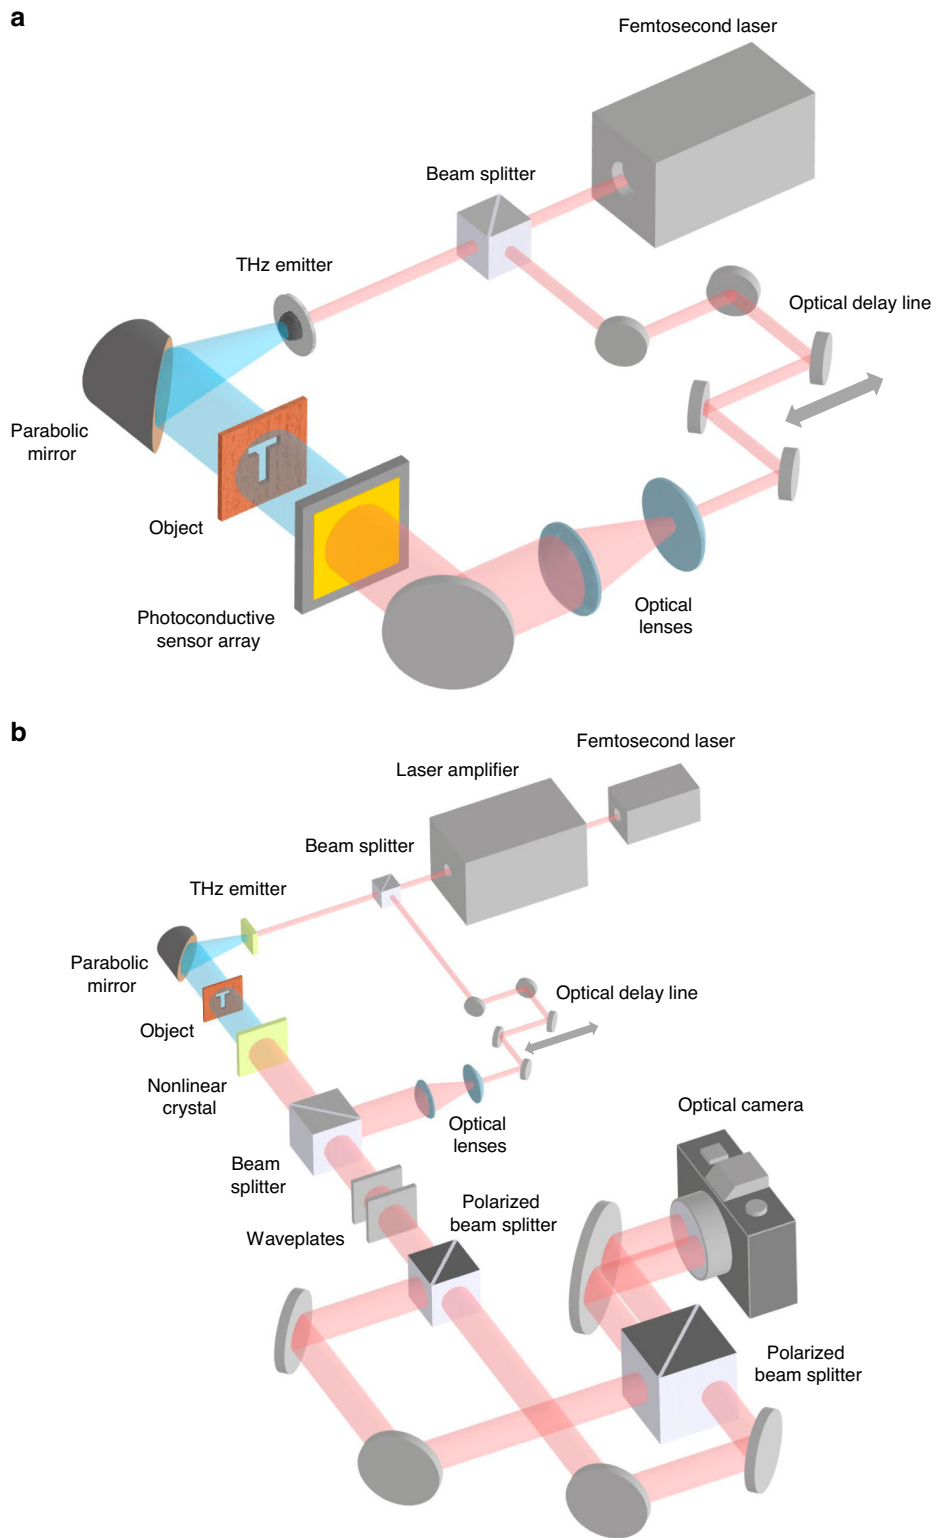 a
Femtosecond laser
Beam splitter
THz emitter
Optical delay line
Parabolic
mirror
Object
T
Photoconductive
sensor array
Optical
lenses
b
Femtosecond laser
Laser amplifier
Beam splitter
THz emitter
Parabolic
mirror
Optical delay line
Object
T
Nonlinear
crystal
Optical
lenses
Optical camera
Beam
splitter
Polarized
beam splitter
Waveplates
Polarized
beam splitter